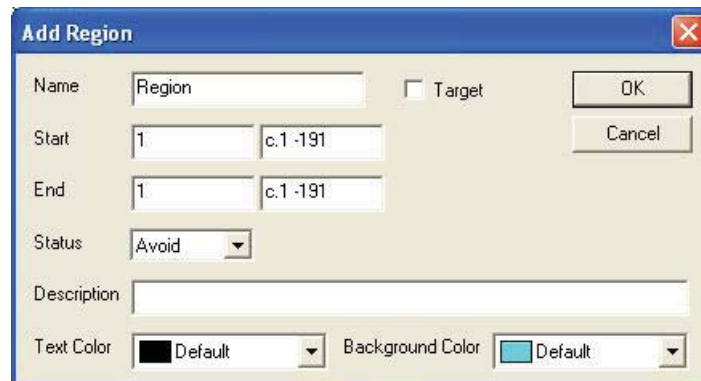 Add Region
Name Region Target OK
Start 1 c.1 -191 Cancel
End 1 c.1 -191
Status Avoid
Description
Text Color Default Background Color Default